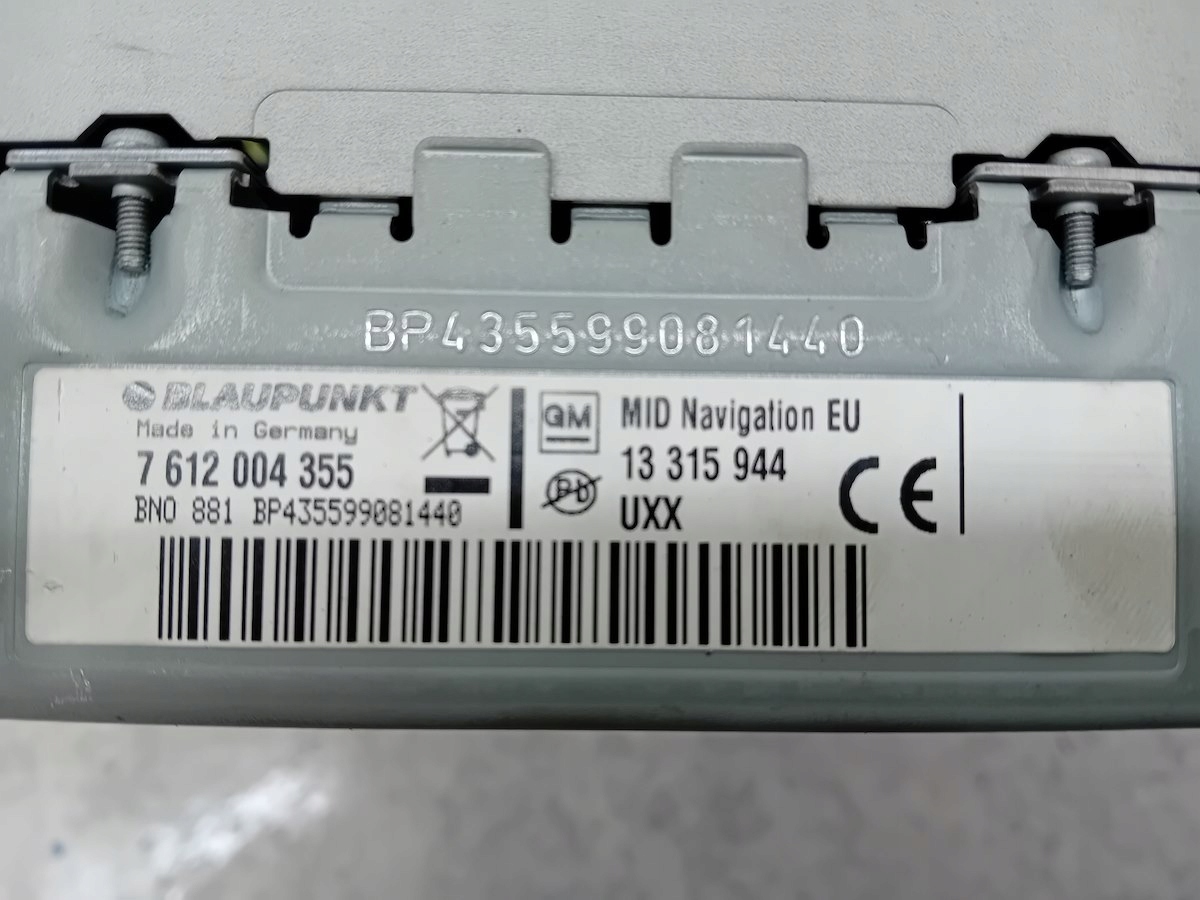 BP435599081440
BLAUPUNKT
Made in Germany
7 612 004 355
BNO 881 BP435599081440
GM
Pb
MID Navigation EU
13 315 944
UXX
CE